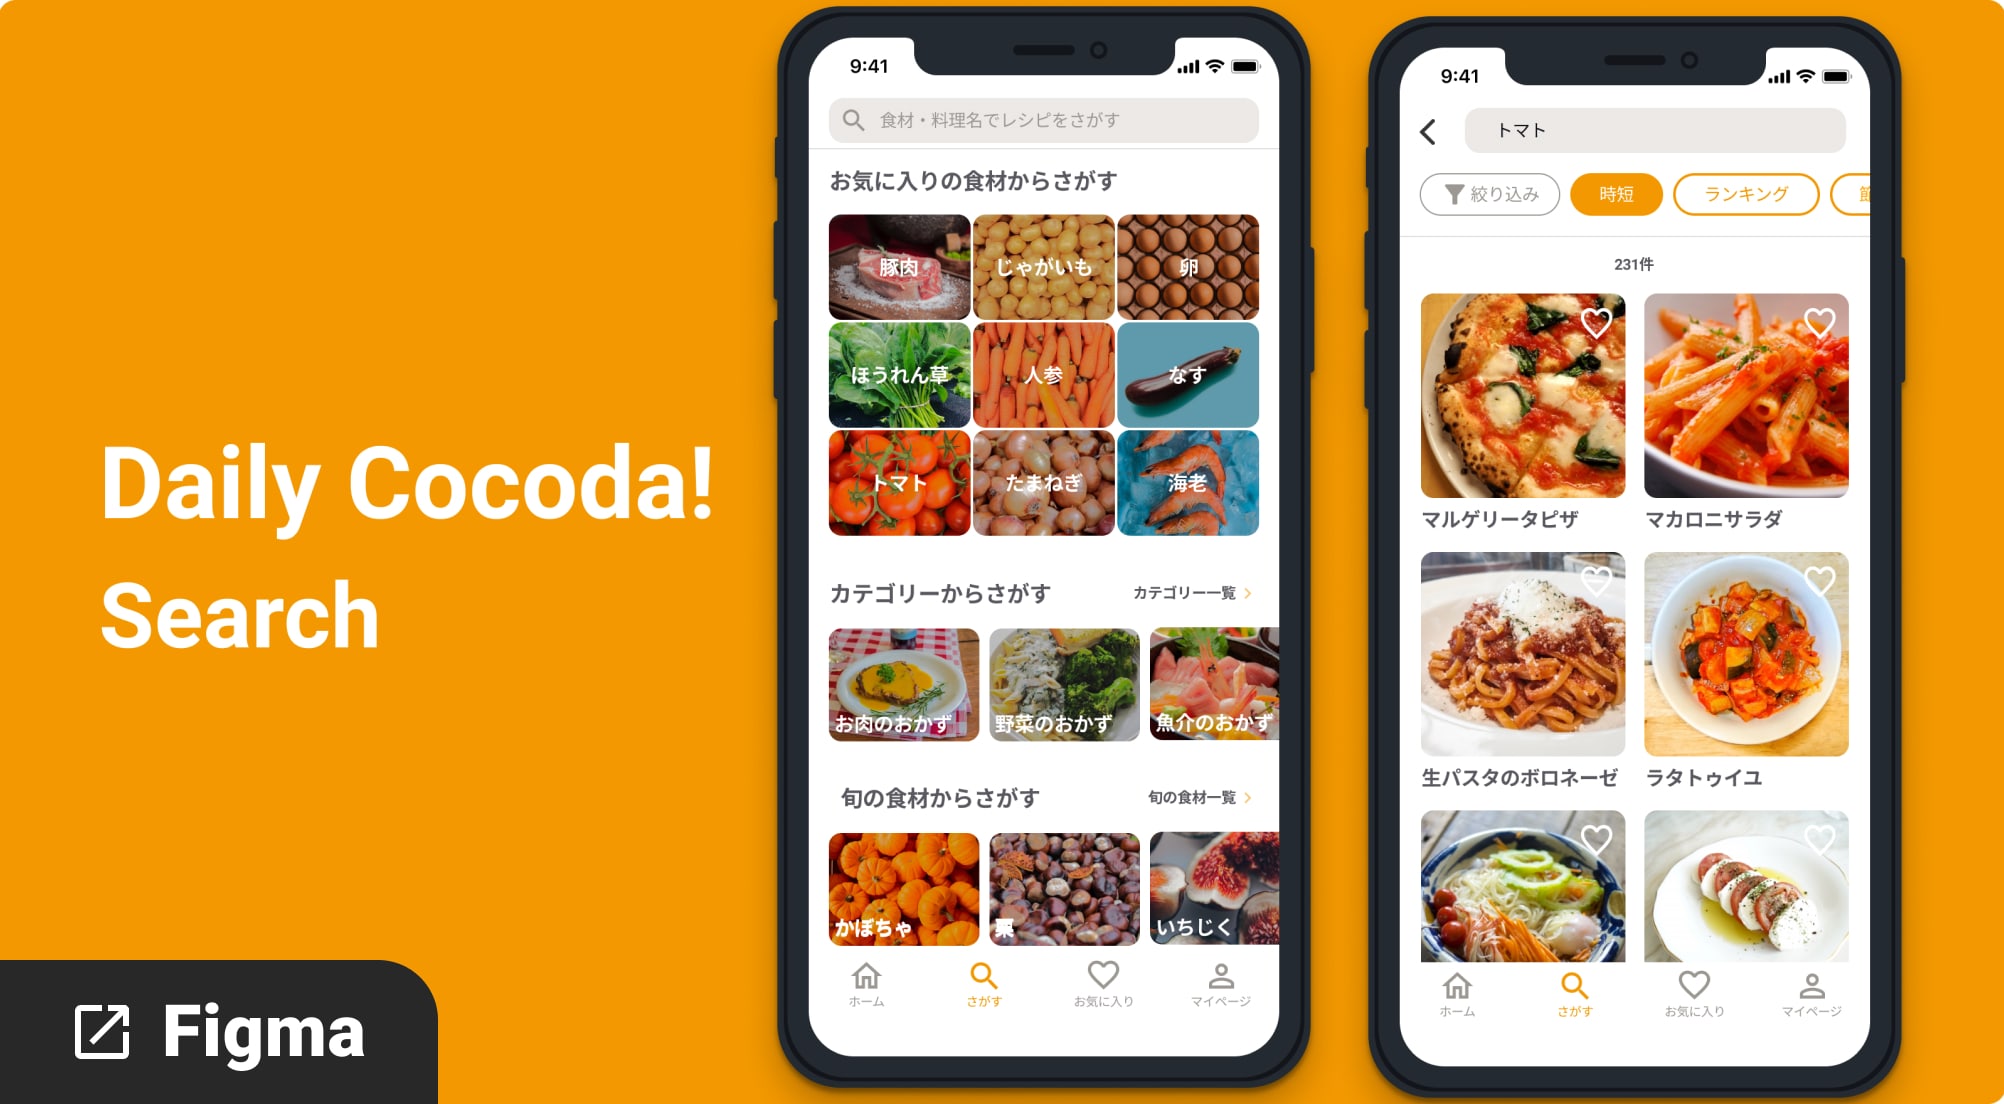 Daily Cocoda!
Search
Figma
9:41
食材・料理名でレシピをさがす
お気に入りの食材からさがす
豚肉
じゃがいも
卵
ほうれん草
人参
なす
トマト
たまねぎ
海老
カテゴリーからさがす
カテゴリー一覧
お肉のおかず
野菜のおかず
魚介のおかず
旬の食材からさがす
旬の食材一覧
かぼちゃ
栗
いちじく
ホーム
さがす
お気に入り
マイページ
9:41
トマト
絞り込み
時短
ランキング
231件
マルゲリータピザ
マカロニサラダ
生パスタのボロネーゼ
ラタトゥイユ
ホーム
さがす
お気に入り
マイページ